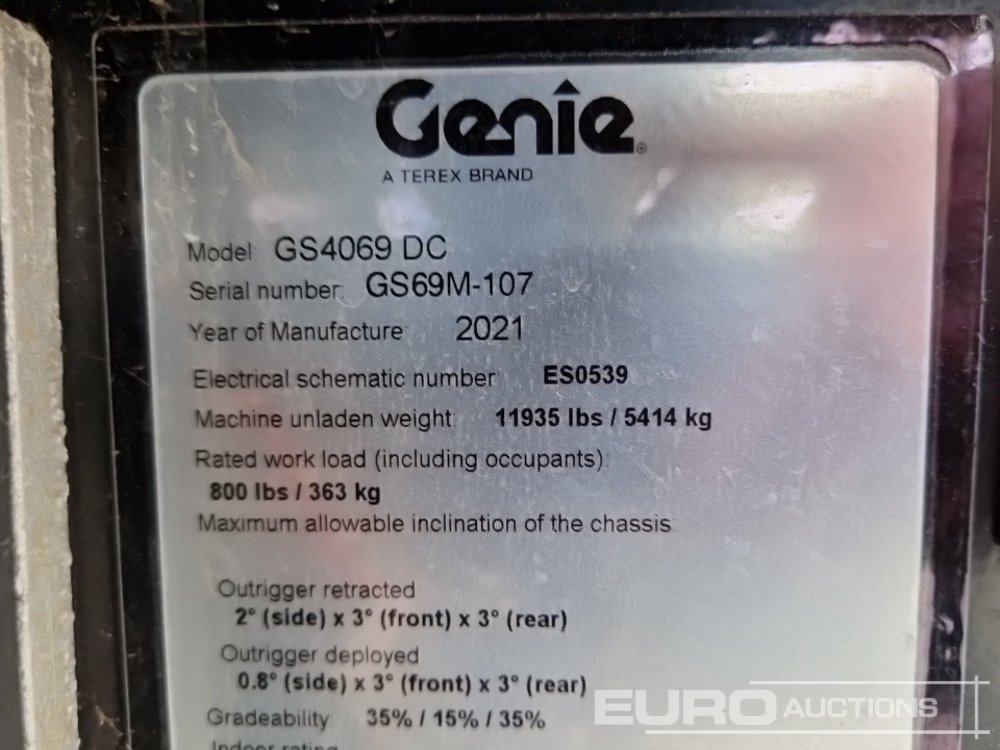 Genie®
A TEREX BRAND
Model: GS4069 DC
Serial number: GS69M-107
Year of Manufacture: 2021
Electrical schematic number: ES0539
Machine unladen weight: 11935 lbs / 5414 kg
Rated work load (including occupants):
800 lbs / 363 kg
Maximum allowable inclination of the chassis:
Outrigger retracted
2° (side) x 3° (front) x 3° (rear)
Outrigger deployed
0.8° (side) x 3° (front) x 3° (rear)
Gradeability: 35% / 15% / 35%
Indoor rating
EURO AUCTIONS